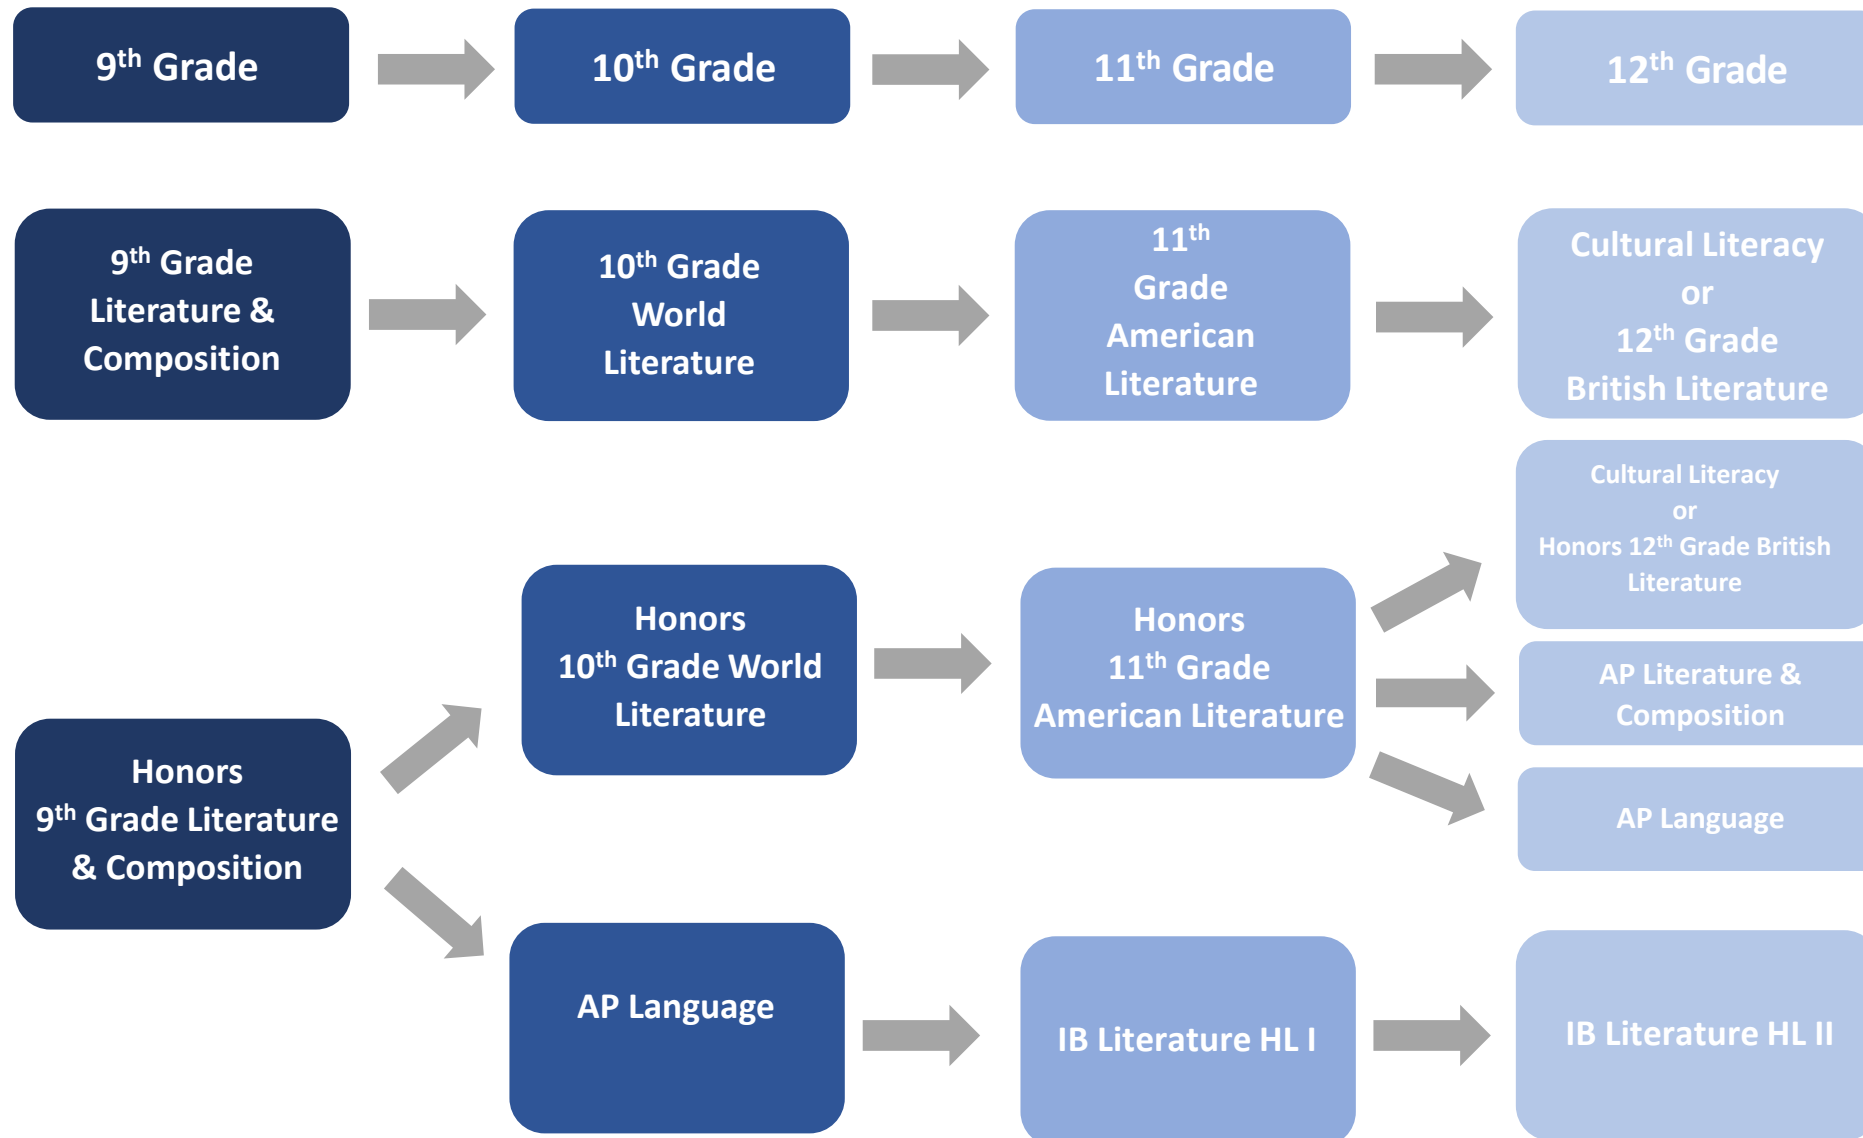 9th Grade
10th Grade
11th Grade
12th Grade
9th Grade
Literature &
Composition
10th Grade
World
Literature
11th
Grade
American
Literature
Cultural Literacy
or
12th Grade
British Literature
Honors
9th Grade Literature
& Composition
Honors
10th Grade World
Literature
Honors
11th Grade
American Literature
Cultural Literacy
or
Honors 12th Grade British
Literature
AP Literature &
Composition
AP Language
AP Language
IB Literature HL I
IB Literature HL II